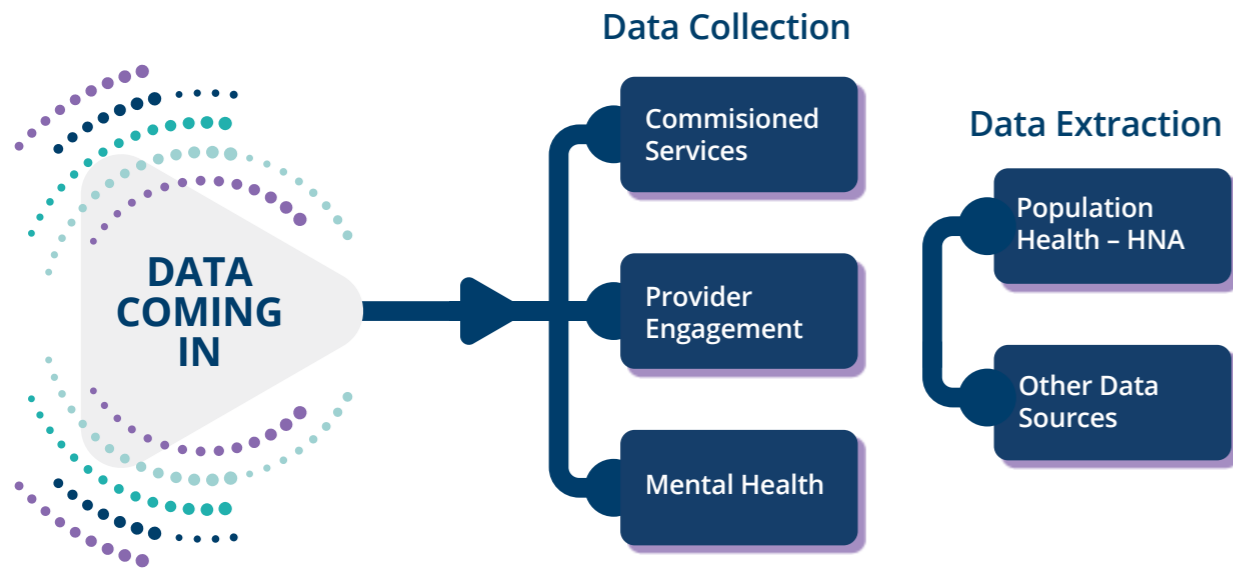 DATA
COMING
IN
Data Collection
Commisioned
Services
Provider
Engagement
Mental Health
Data Extraction
Population
Health – HNA
Other Data
Sources